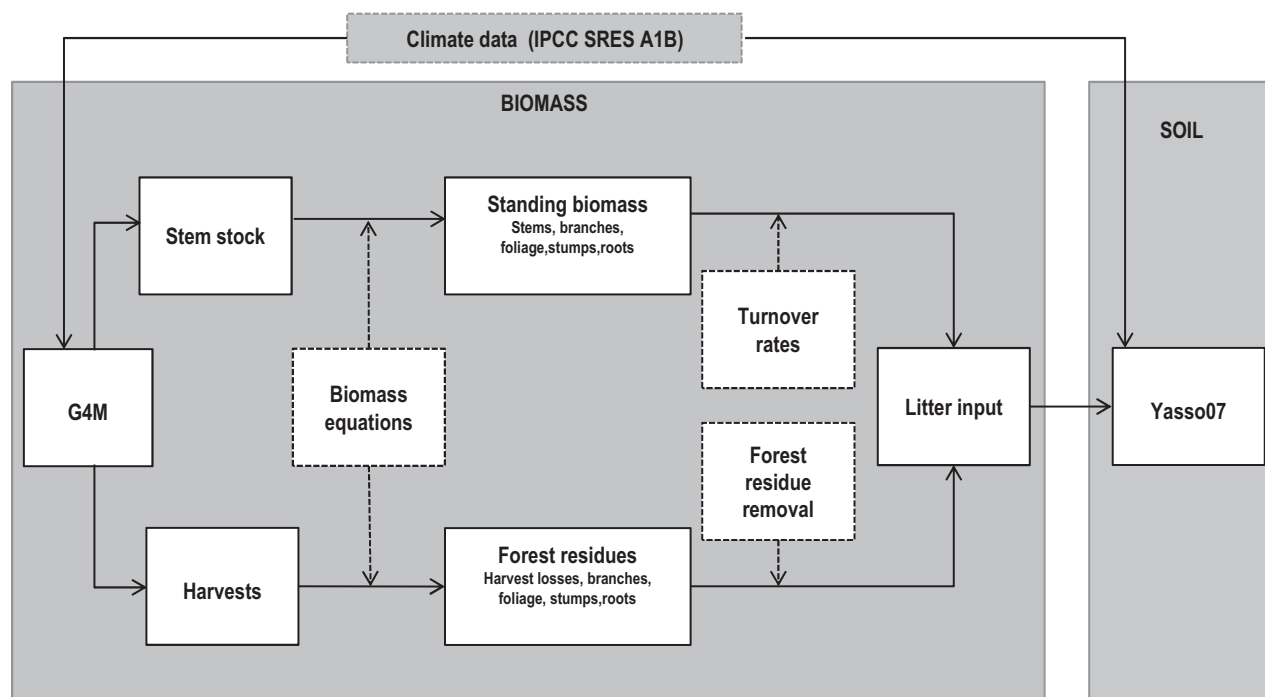 Climate data  (IPCC SRES A1B)
BIOMASS
SOIL
Stem stock
Standing biomass
Stems, branches,
foliage,stumps,roots
Turnover
rates
G4M
Biomass
equations
Litter input
Yasso07
Forest
residue
removal
Harvests
Forest residues
Harvest losses, branches,
foliage, stumps,roots